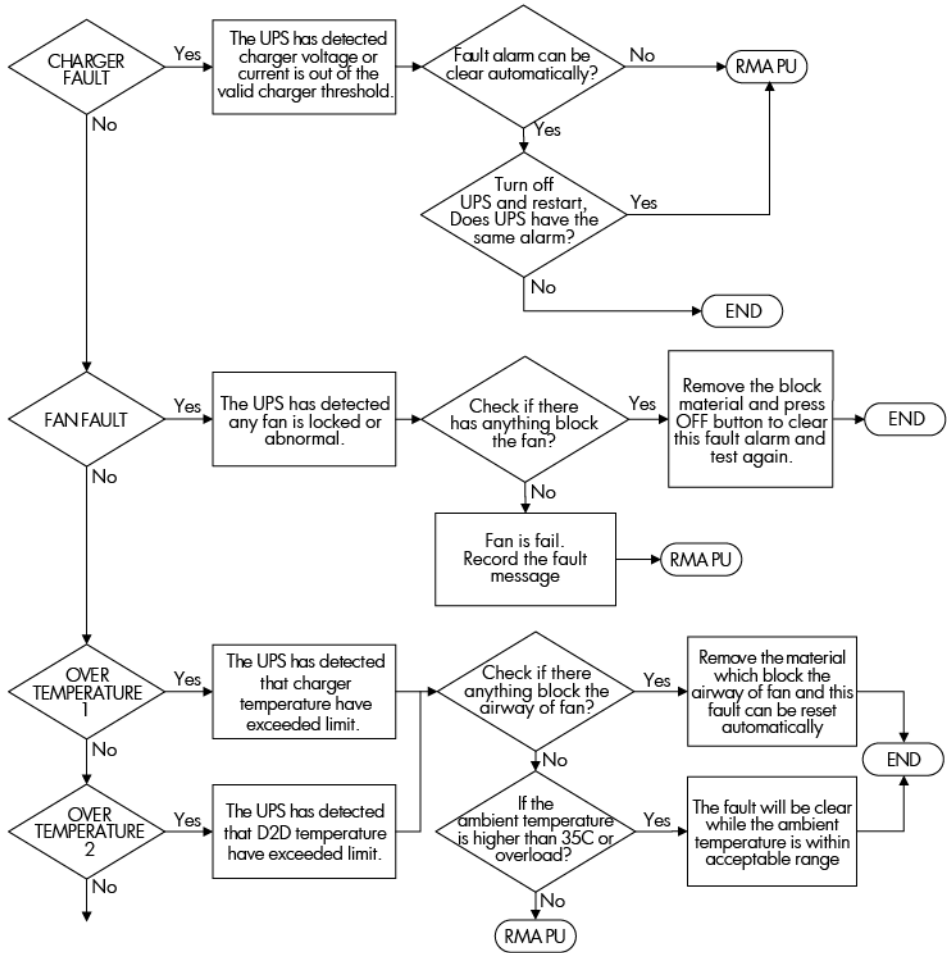 CHARGER
FAULT
Yes
The UPS has detected
charger voltage or
current is out of the
valid charger threshold.
Fault alarm can be
clear automatically?
No
RMA PU
No
Yes
Turn off
UPS and restart,
Does UPS have the
same alarm?
Yes
No
END
FAN FAULT
Yes
The UPS has detected
any fan is locked or
abnormal.
Check if there
has anything block
the fan?
Yes
Remove the block
material and press
OFF button to clear
this fault alarm and
test again.
END
No
No
Fan is fail.
Record the fault
message
RMA PU
OVER
TEMPERATURE
1
Yes
The UPS has detected
that charger
temperature have
exceeded limit.
Check if there
anything block the
airway of fan?
Yes
Remove the material
which block the
airway of fan and this
fault can be reset
automatically
No
No
END
OVER
TEMPERATURE
2
Yes
The UPS has detected
that D2D temperature
have exceeded limit.
If the
ambient temperature
is higher than 35C or
overload?
Yes
The fault will be clear
while the ambient
temperature is within
acceptable range
No
No
RMA PU